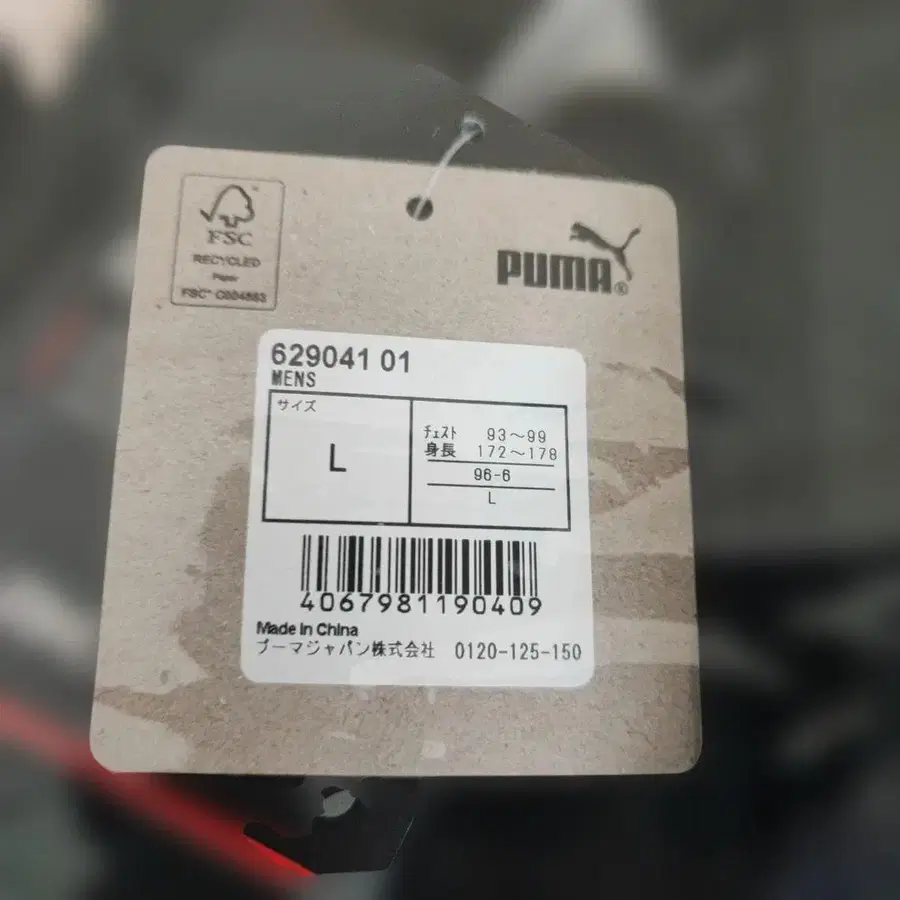 FSC
RECYCLED
Paper
FSC® C004883
PUMA®
629041 01
MENS
サイズ
L
チェスト 93～99
身長 172～178
96-6
L
4067981190409
Made in China
プーマジャパン株式会社 0120-125-150